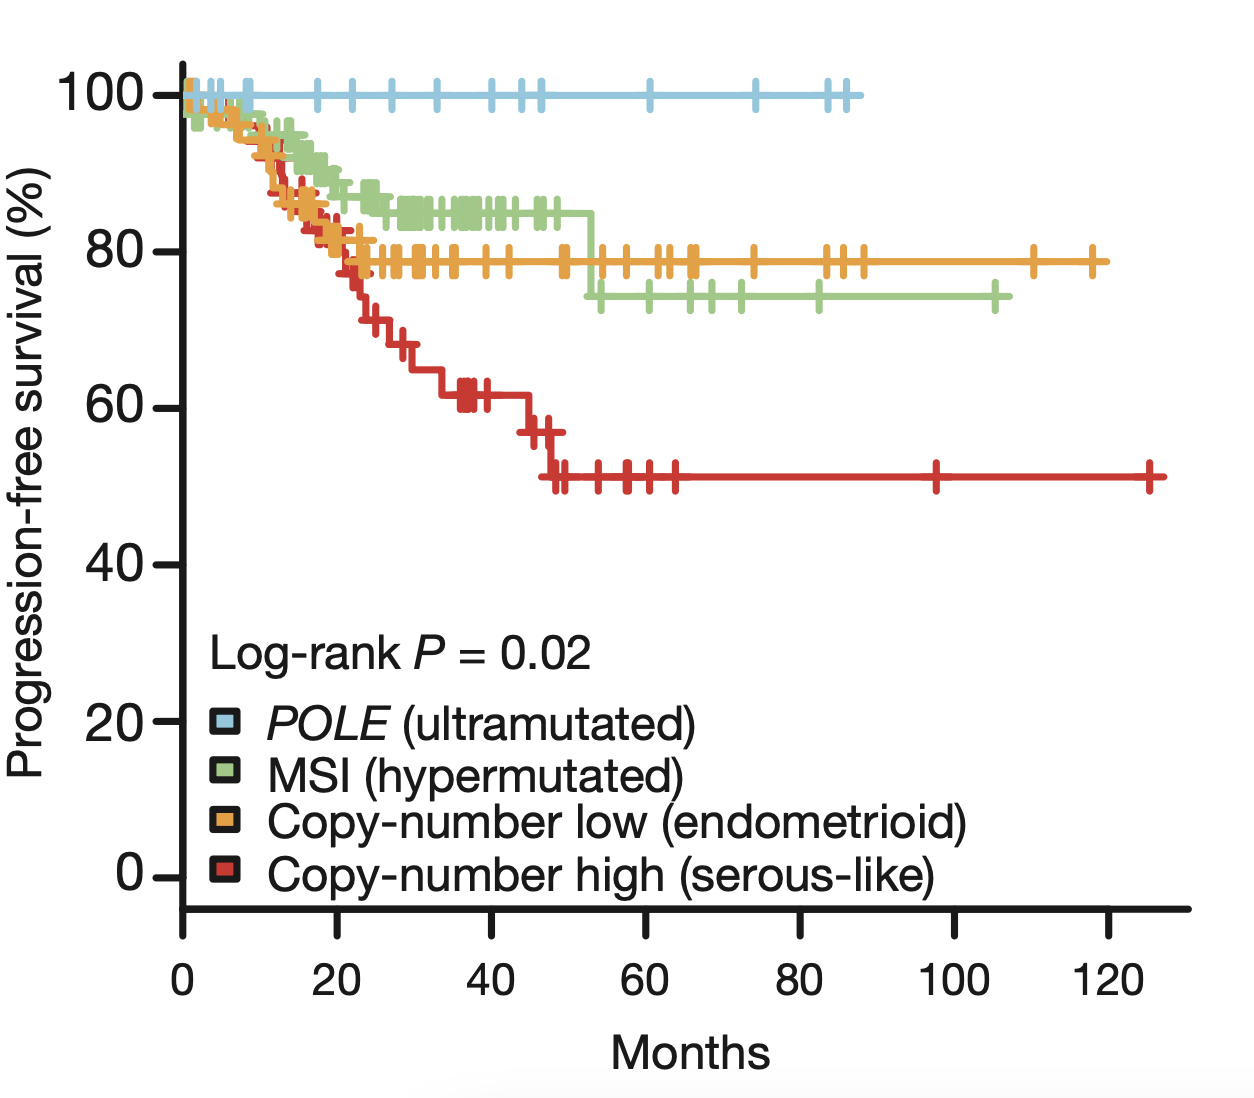 Progression-free survival (%)
100
80
60
40
20
0
Log-rank P = 0.02
POLE (ultramutated)
MSI (hypermutated)
Copy-number low (endometrioid)
Copy-number high (serous-like)
0 20 40 60 80 100 120
Months